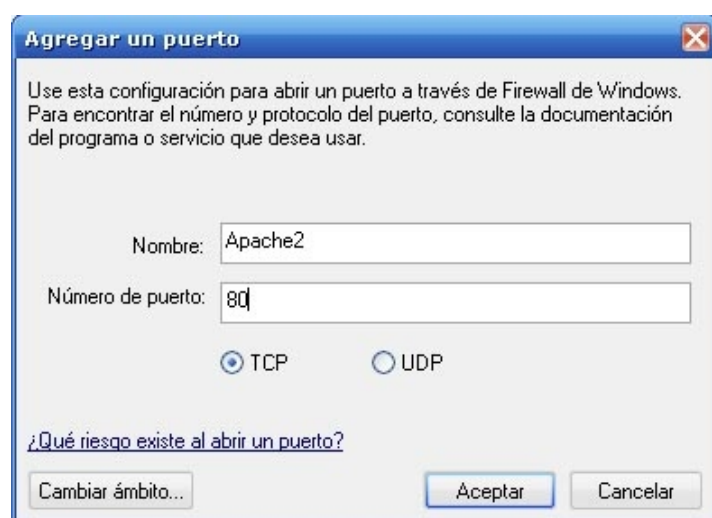 Agregar un puerto
Use esta configuración para abrir un puerto a través de Firewall de Windows.
Para encontrar el número y protocolo del puerto, consulte la documentación
del programa o servicio que desea usar.
Nombre: Apache2
Número de puerto: 80
TCP UDP
¿Qué riesgo existe al abrir un puerto?
Cambiar ámbito... Aceptar Cancelar